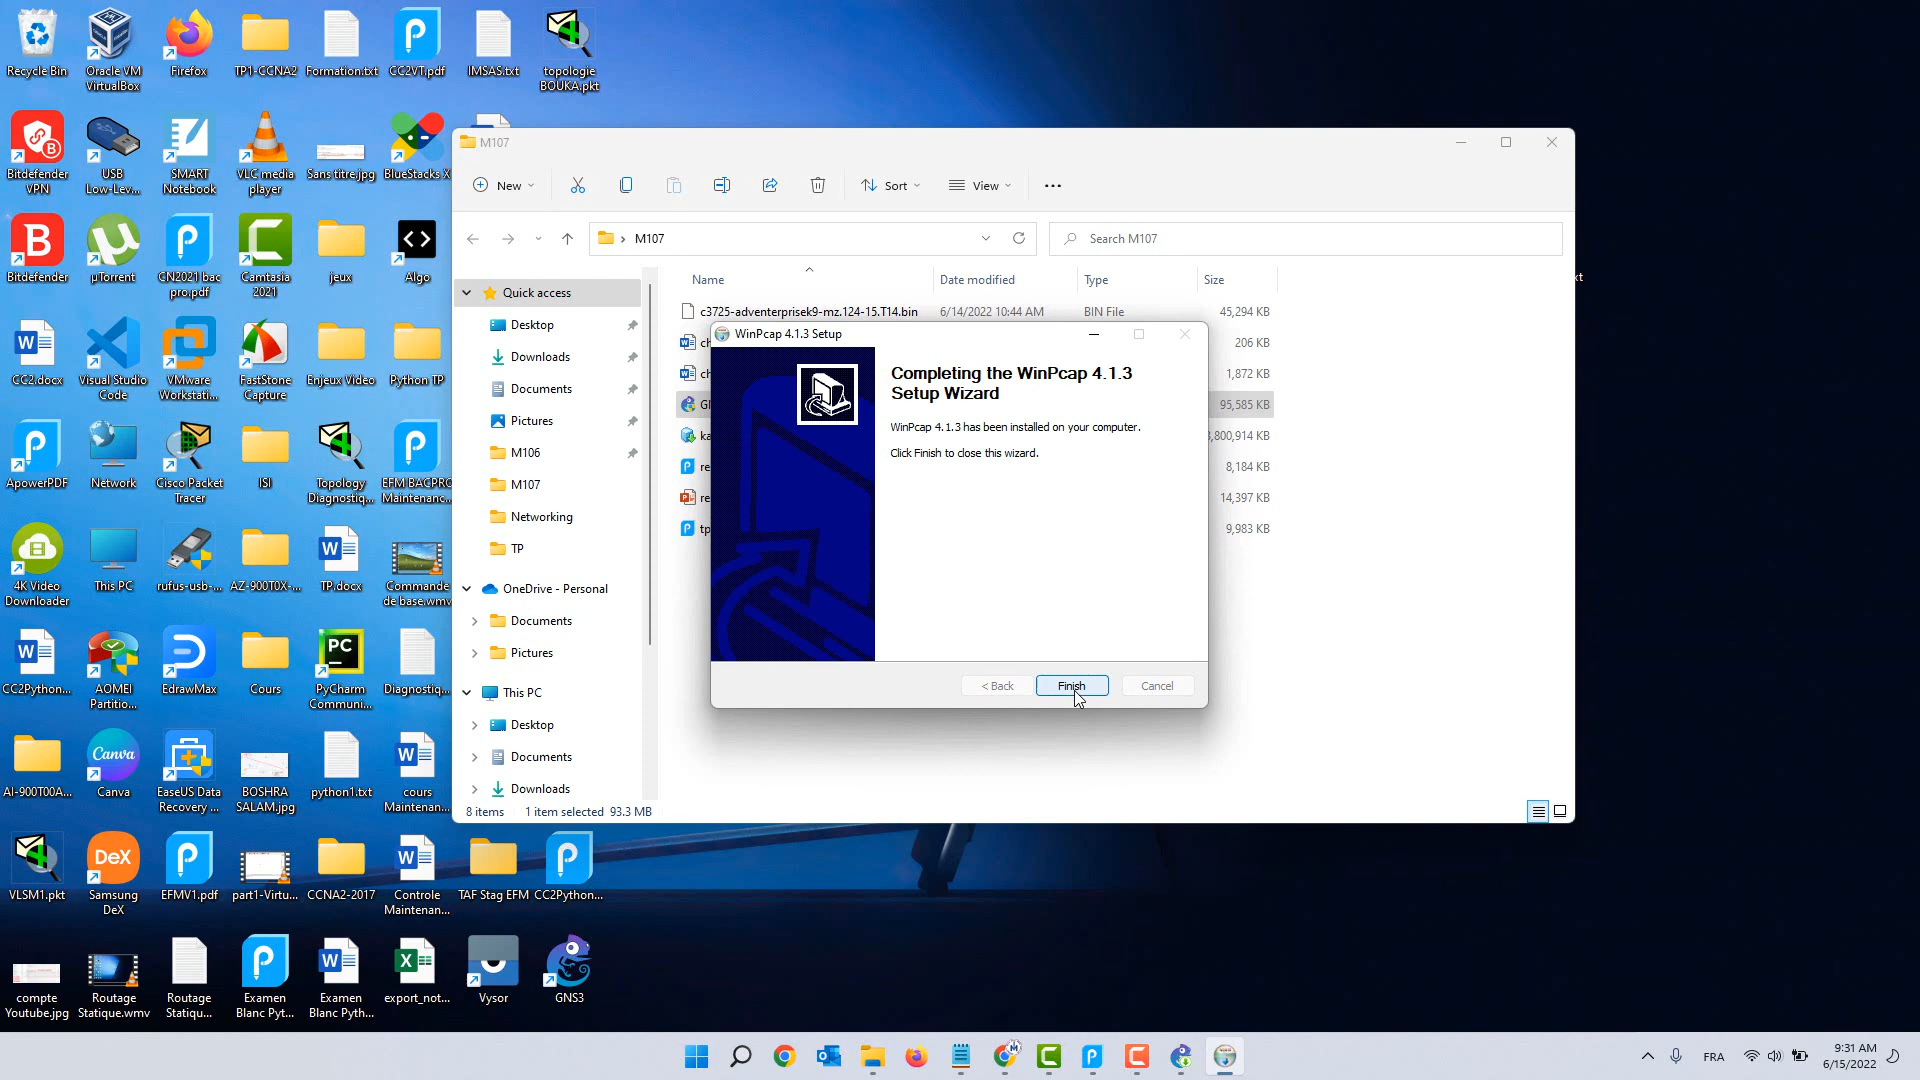 Recycle Bin
Oracle VM
VirtualBox
Firefox
TP1-CCNA2
Formation.txt
CC2VT.pdf
IMSAS.txt
topologie
BOUKA.pkt
Bitdefender
VPN
USB
Low-Lev...
SMART
Notebook
VLC media
player
Sans titre.jpg
BlueStacks X
Bitdefender
µTorrent
CN2021 bac
pro.pdf
Camtasia
2021
jeux
Algo
CC2.docx
Visual Studio
Code
VMware
Workstati...
FastStone
Capture
Enjeux Video
Python TP
ApowerPDF
Network
Cisco Packet
Tracer
ISI
Topology
Diagnostiq...
EFM BACPRO
Maintenanc...
4K Video
Downloader
This PC
rufus-usb-...
AZ-900T0X-...
TP.docx
Commande
de base.wmv
CC2Python...
AOMEI
Partitio...
EdrawMax
Cours
PyCharm
Communi...
Diagnostiq...
AI-900T00A...
Canva
EaseUS Data
Recovery ...
BOSHRA
SALAM.jpg
python1.txt
cours
Maintenan...
VLSM1.pkt
Samsung
DeX
EFMV1.pdf
part1-Virtu...
CCNA2-2017
Controle
Maintenan...
TAF Stag EFM
CC2Python...
compte
Youtube.jpg
Routage
Statique.wmv
Routage
Statiqu...
Examen
Blanc Pyt...
Examen
Blanc Pyth...
export_not...
Vysor
GNS3
M107
New
Sort
View
M107
Search M107
Name
Date modified
Type
Size
Quick access
Desktop
Downloads
Documents
Pictures
M106
M107
Networking
TP
OneDrive - Personal
Documents
Pictures
This PC
Desktop
Documents
Downloads
c3725-adventerprisek9-mz.124-15.T14.bin 6/14/2022 10:44 AM BIN File 45,294 KB
ch 206 KB
ch 1,872 KB
95,585 KB
ka ,800,914 KB
re 8,184 KB
re 14,397 KB
tp 9,983 KB
8 items 1 item selected 93.3 MB
WinPcap 4.1.3 Setup
Completing the WinPcap 4.1.3
Setup Wizard
WinPcap 4.1.3 has been installed on your computer.
Click Finish to close this wizard.
< Back
Finish
Cancel
xt
FRA
9:31 AM
6/15/2022